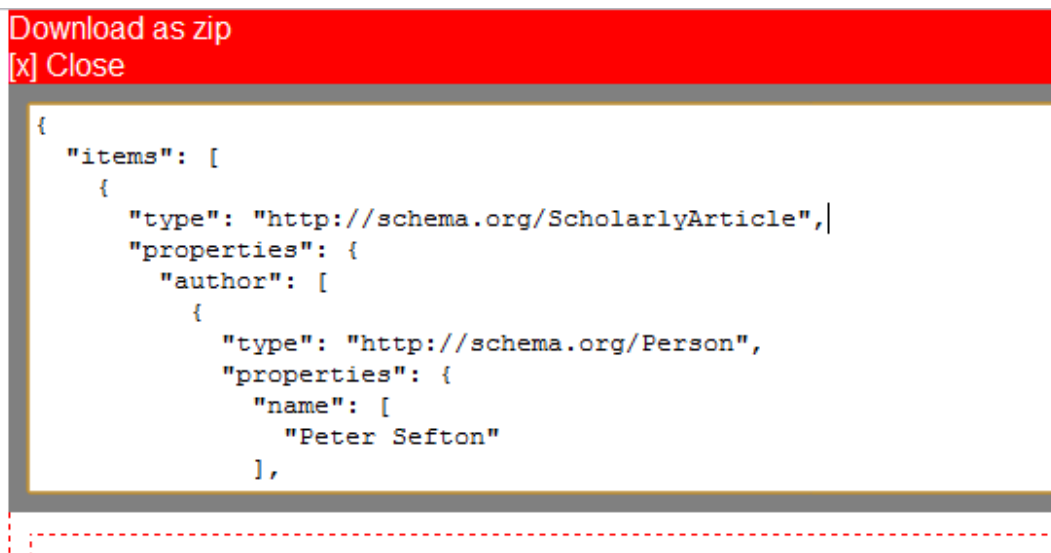 Download as zip
[x] Close
{
  "items": [
    {
      "type": "http://schema.org/ScholarlyArticle",
      "properties": {
        "author": [
          {
            "type": "http://schema.org/Person",
            "properties": {
              "name": [
                "Peter Sefton"
              ],